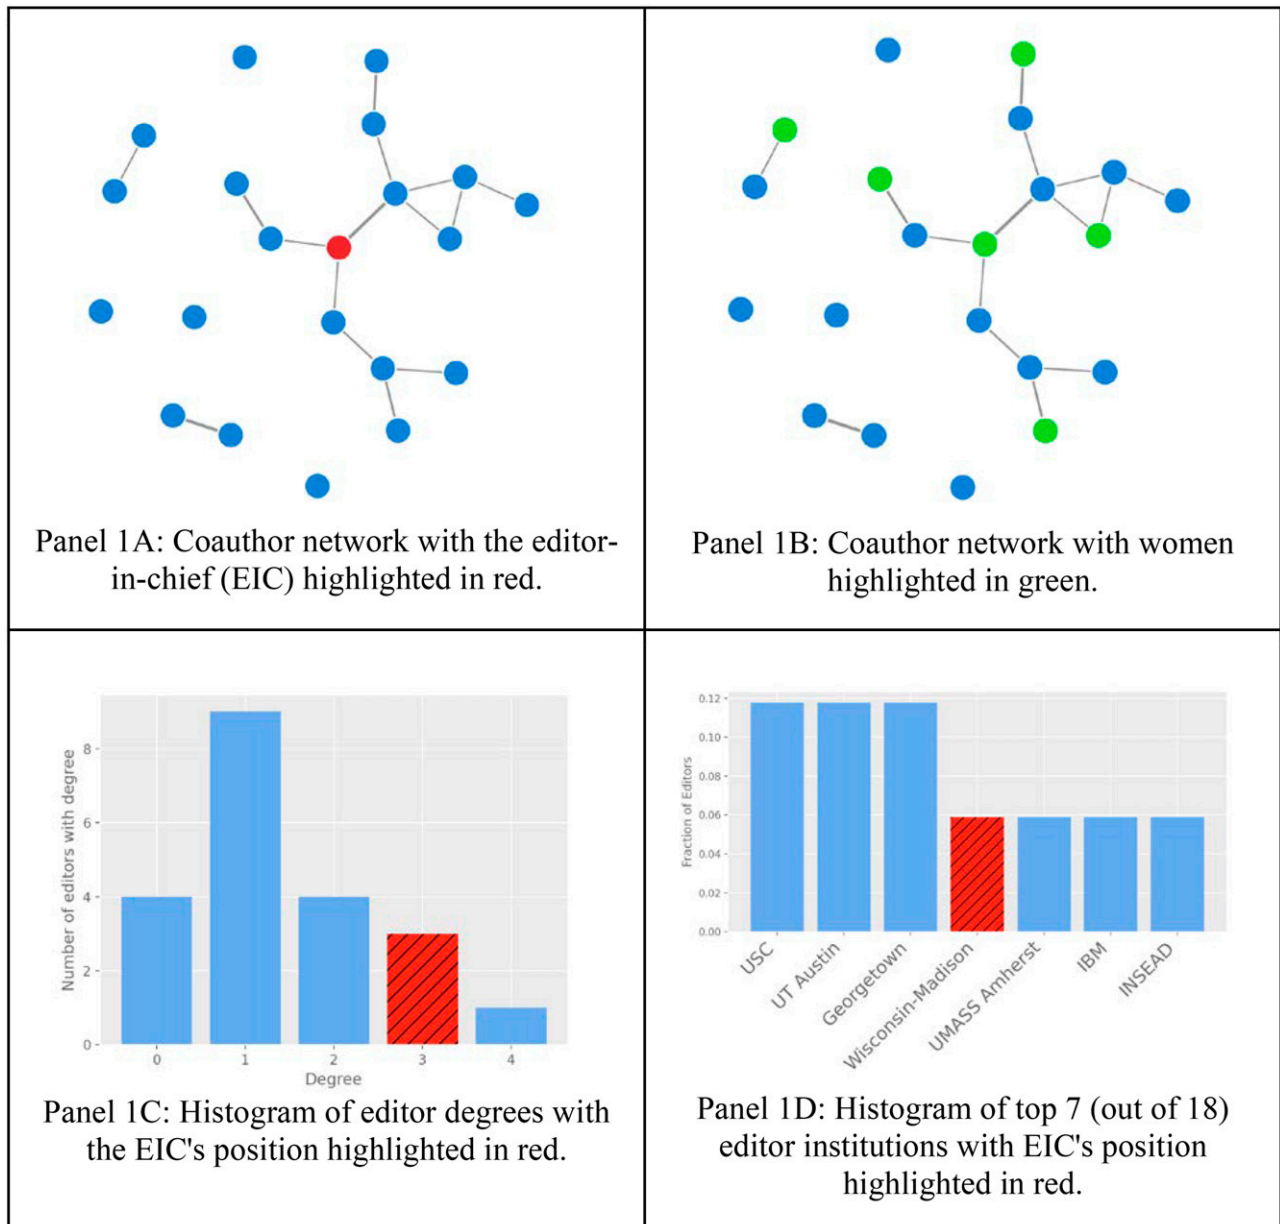 Panel 1A: Coauthor network with the editor-
in-chief (EIC) highlighted in red.
Panel 1B: Coauthor network with women
highlighted in green.
Number of editors with degree
8
6
4
2
0
0
1
2
3
4
Degree
Panel 1C: Histogram of editor degrees with
the EIC's position highlighted in red.
Fraction of Editors
0.12
0.10
0.08
0.06
0.04
0.02
0.00
USC
UT Austin
Georgetown
Wisconsin-Madison
UMASS Amherst
IBM
INSEAD
Panel 1D: Histogram of top 7 (out of 18)
editor institutions with EIC's position
highlighted in red.